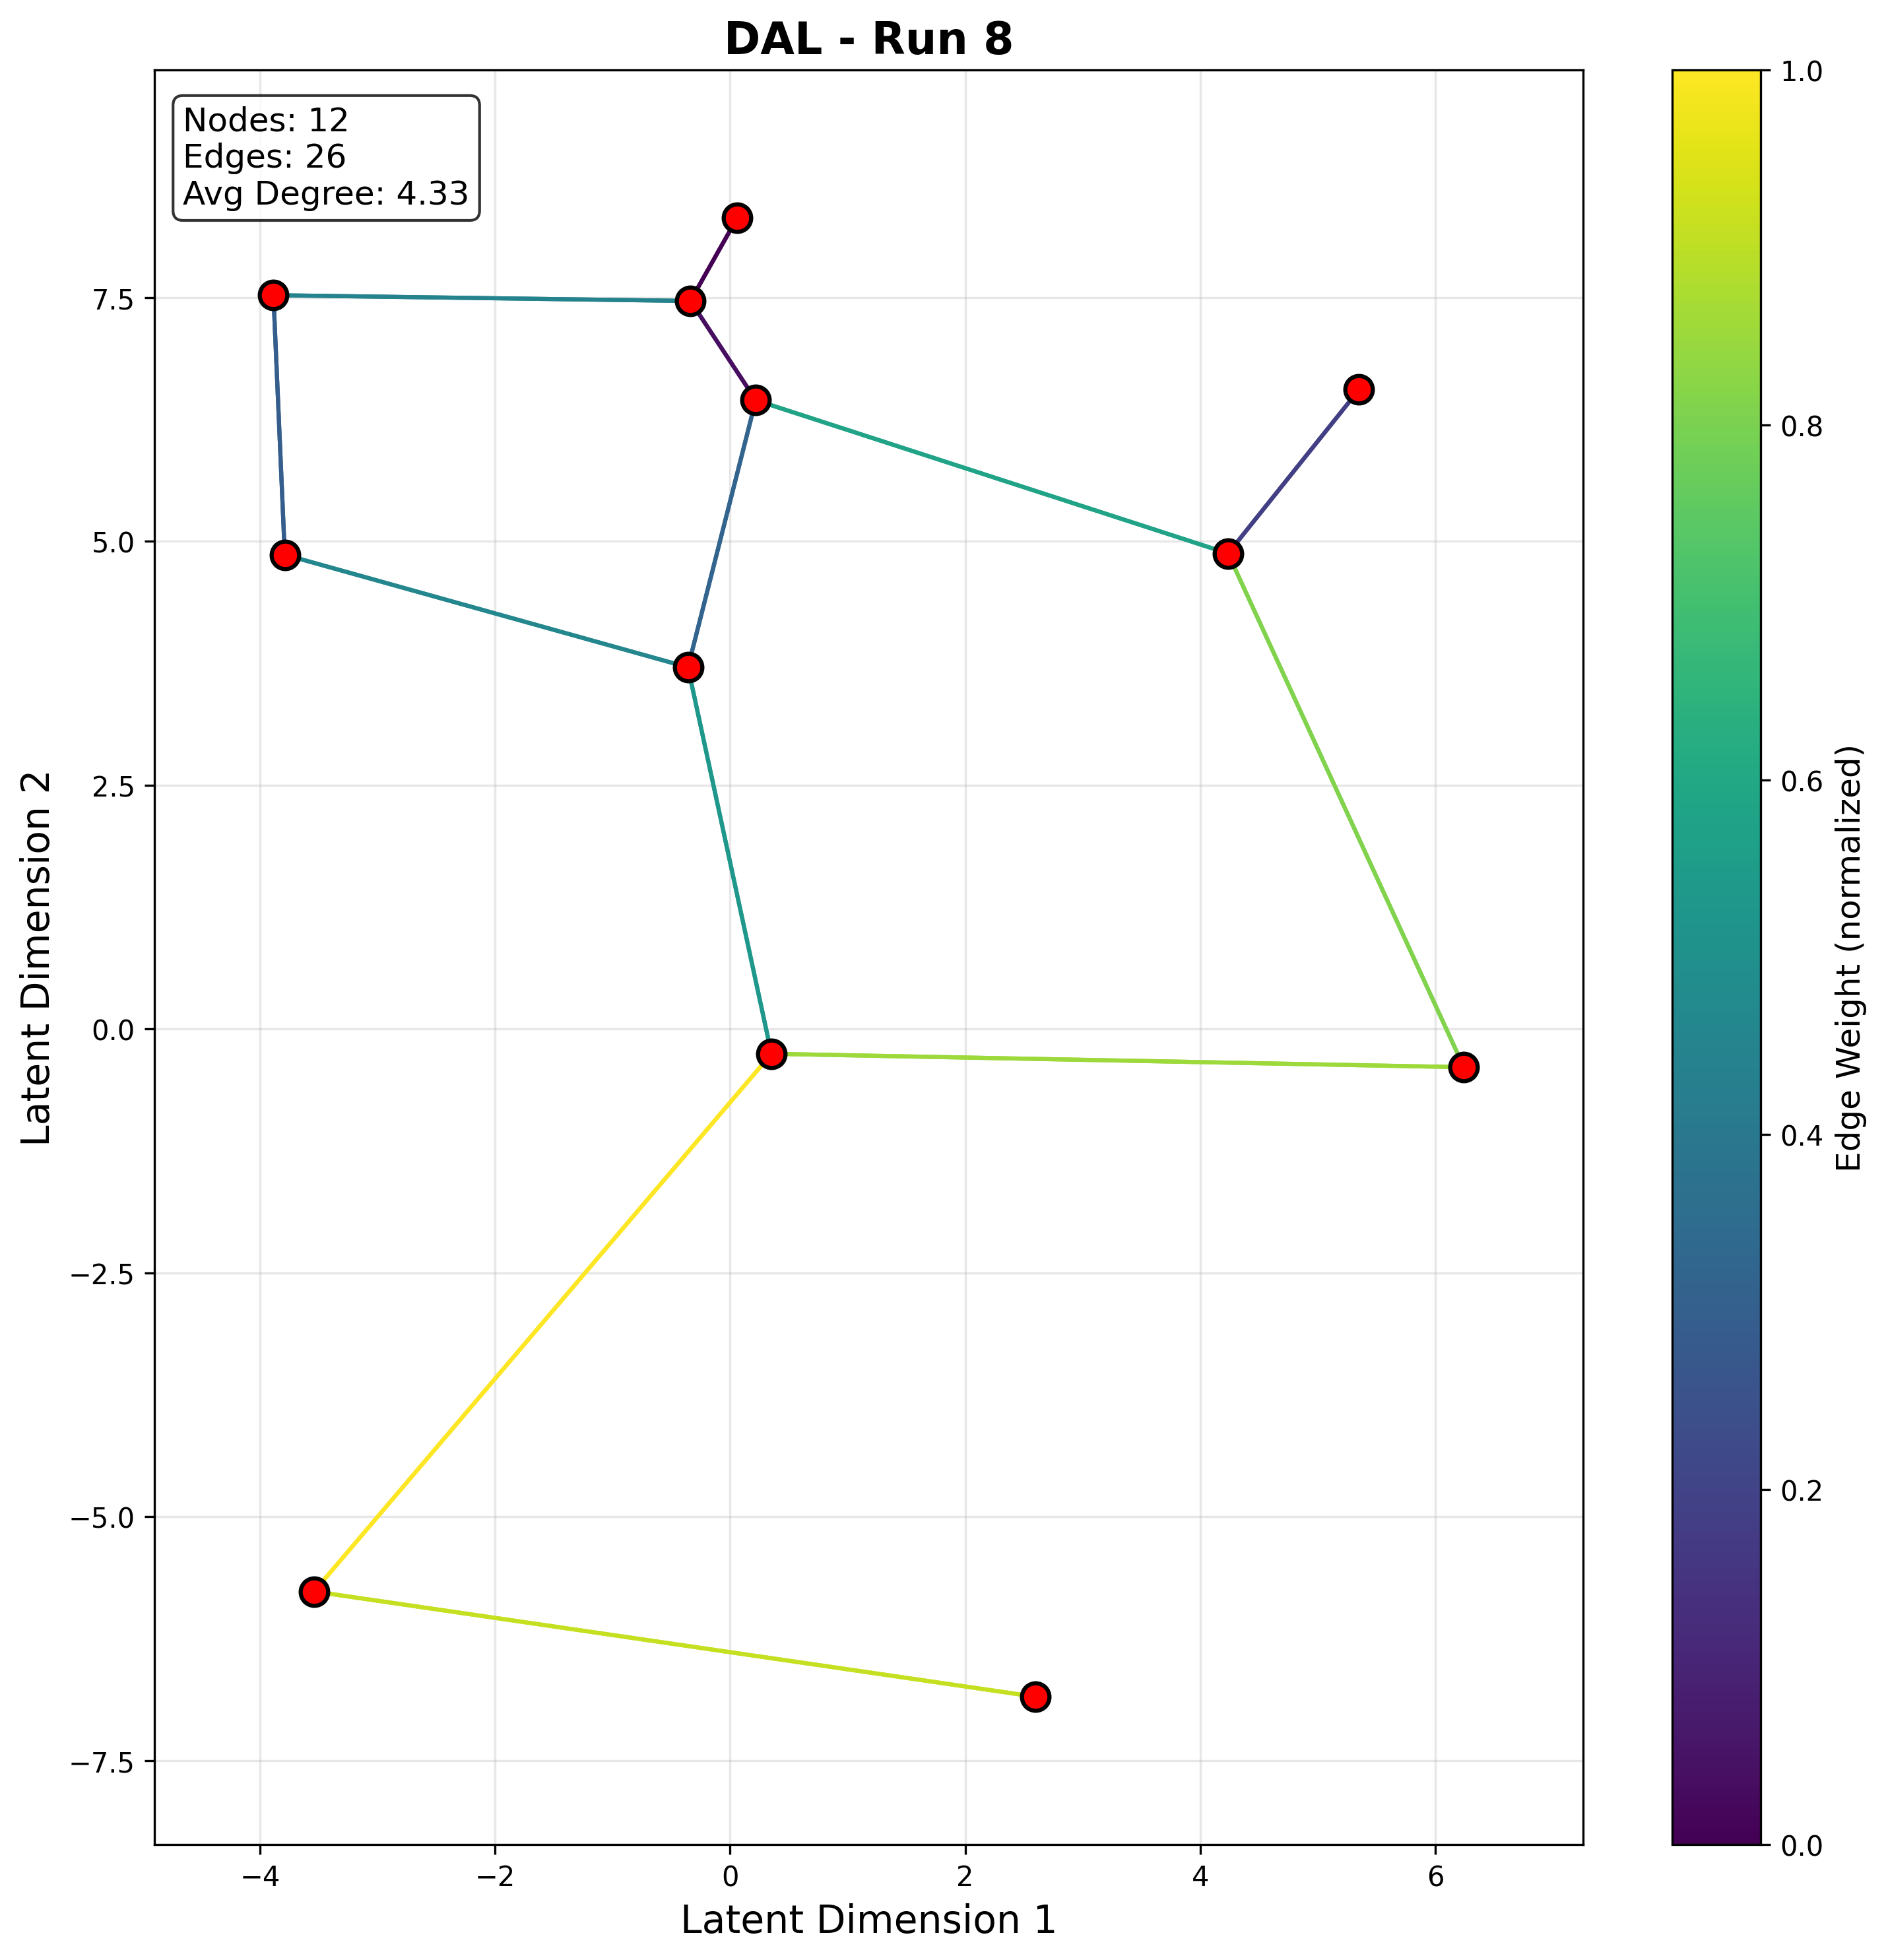 DAL - Run 8
Nodes: 12
Edges: 26
Avg Degree: 4.33
7.5
5.0
2.5
0.0
−2.5
−5.0
−7.5
Latent Dimension 2
−4
−2
0
2
4
6
Latent Dimension 1
1.0
0.8
0.6
0.4
0.2
0.0
Edge Weight (normalized)